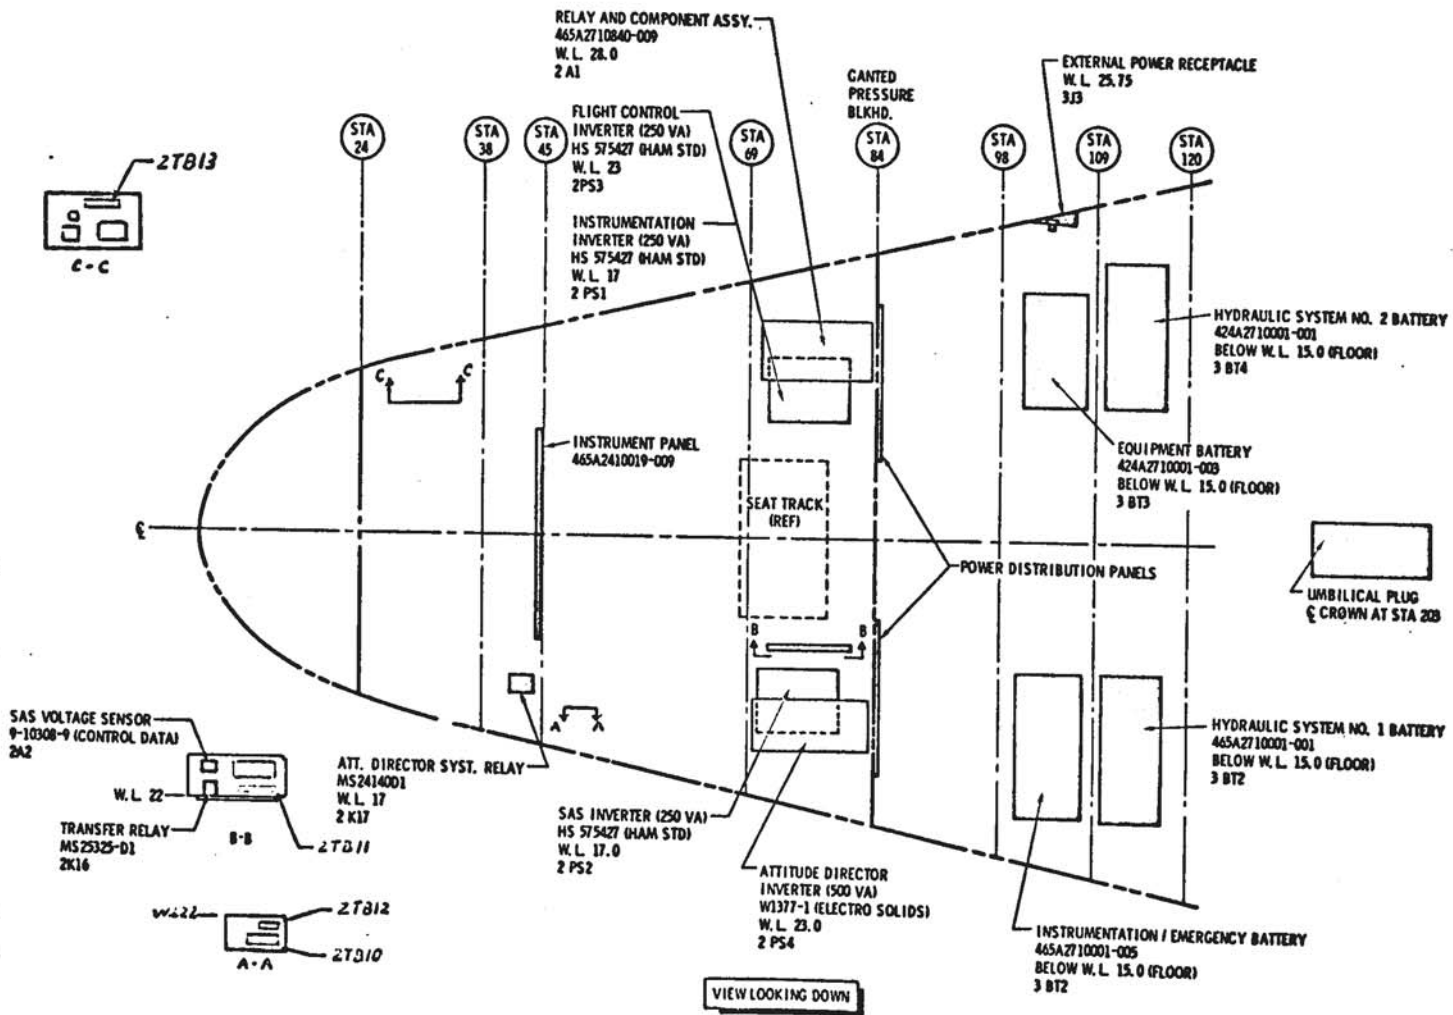 RELAY AND COMPONENT ASSY.
465A2710840-009
W.L. 28.0
2 A1
EXTERNAL POWER RECEPTACLE
W.L. 25.75
3J3
CANTED
PRESSURE
BLKHD.
FLIGHT CONTROL
INVERTER (250 VA)
HS 575427 (HAM STD)
W.L. 23
2PS3
STA
24
STA
38
STA
45
STA
69
STA
84
STA
98
STA
109
STA
120
2TB13
C-C
INSTRUMENTATION
INVERTER (250 VA)
HS 575427 (HAM STD)
W.L. 17
2 PS1
HYDRAULIC SYSTEM NO. 2 BATTERY
424A2710001-001
BELOW W.L. 15.0 (FLOOR)
3 BT4
C C
INSTRUMENT PANEL
465A2410019-009
EQUIPMENT BATTERY
424A2710001-003
BELOW W.L. 15.0 (FLOOR)
3 BT3
SEAT TRACK
(REF)
℄
POWER DISTRIBUTION PANELS
UMBILICAL PLUG
℄ CROWN AT STA 203
B B
A A
SAS VOLTAGE SENSOR
9-10308-9 (CONTROL DATA)
2A2
W.L. 22
TRANSFER RELAY
MS25325-D1
2K16
B-B
2TB11
ATT. DIRECTOR SYST. RELAY
MS24140D1
W.L. 17
2 K17
HYDRAULIC SYSTEM NO. 1 BATTERY
465A2710001-001
BELOW W.L. 15.0 (FLOOR)
3 BT2
SAS INVERTER (250 VA)
HS 575427 (HAM STD)
W.L. 17.0
2 PS2
ATTITUDE DIRECTOR
INVERTER (500 VA)
W1377-1 (ELECTRO SOLIDS)
W.L. 23.0
2 PS4
WL22
2TB12
2TB10
A-A
INSTRUMENTATION / EMERGENCY BATTERY
465A2710001-005
BELOW W.L. 15.0 (FLOOR)
3 BT2
VIEW LOOKING DOWN